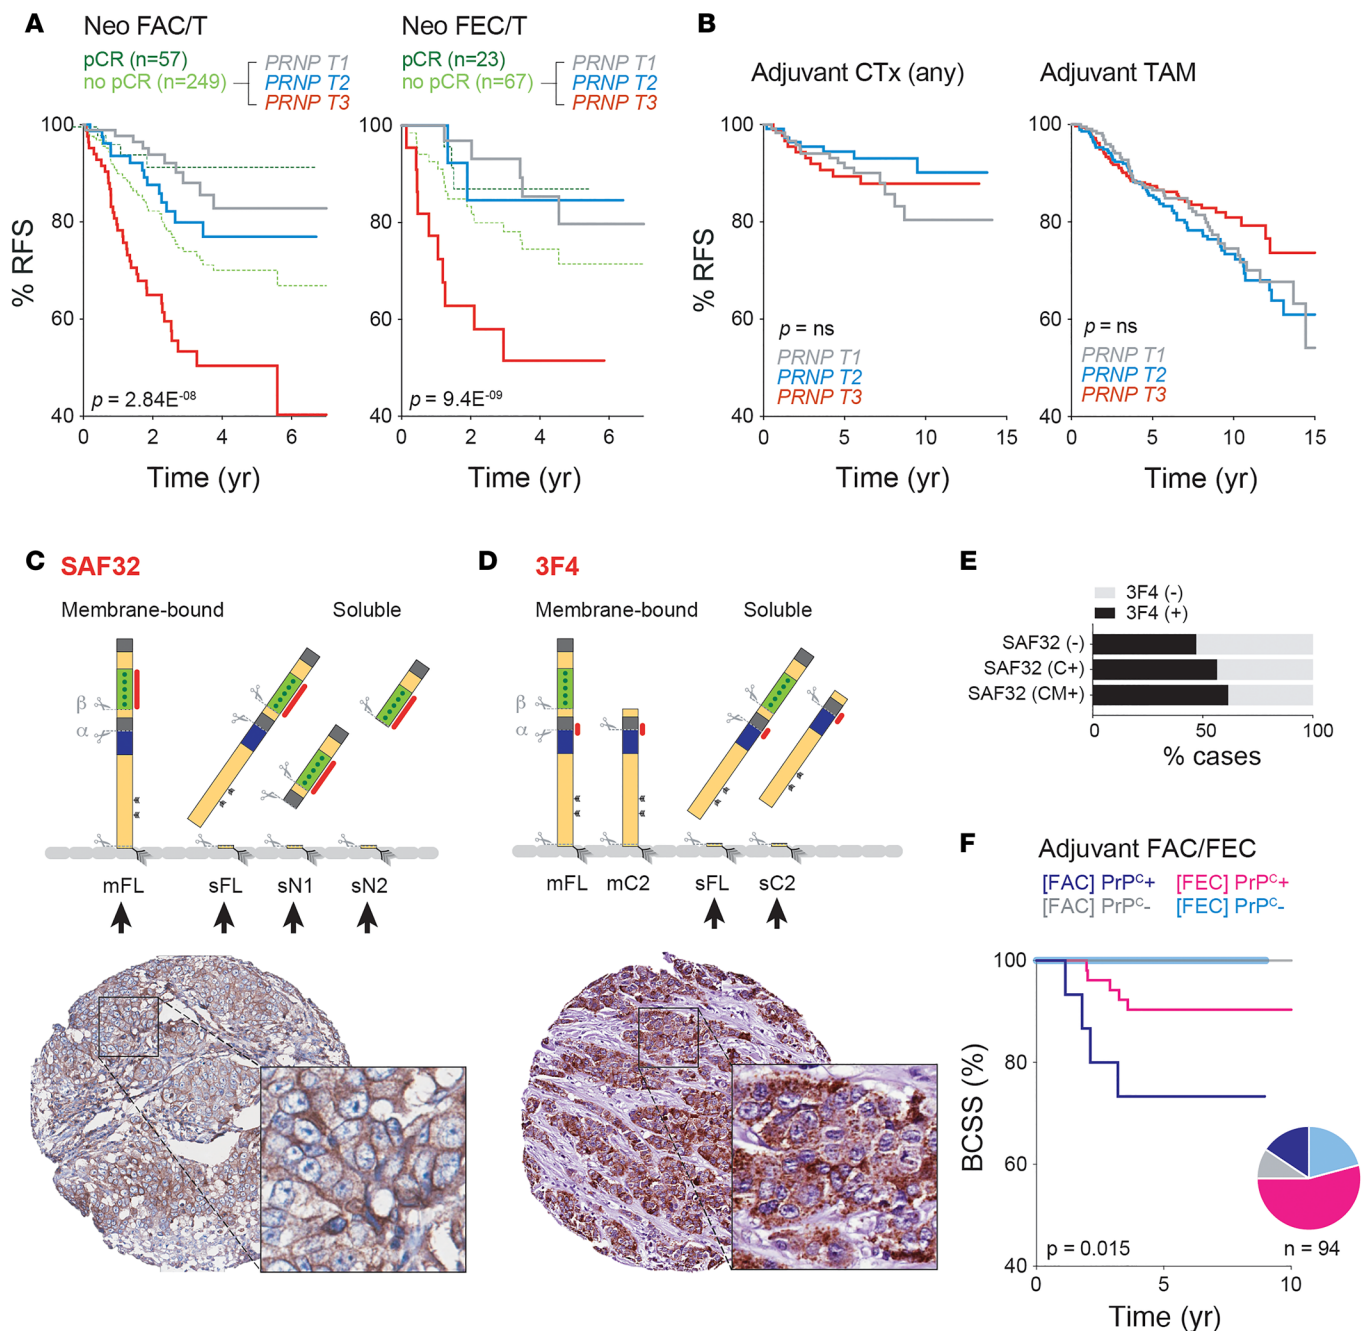 A
Neo FAC/T
pCR (n=57)
no pCR (n=249)
PRNP T1
PRNP T2
PRNP T3
Neo FEC/T
pCR (n=23)
no pCR (n=67)
PRNP T1
PRNP T2
PRNP T3
% RFS
100
80
60
40
p = 2.84E-08
0 2 4 6
Time (yr)
100
80
60
40
p = 9.4E-09
0 2 4 6
Time (yr)
B
Adjuvant CTx (any)
% RFS
100
80
60
40
p = ns
PRNP T1
PRNP T2
PRNP T3
0 5 10 15
Time (yr)
Adjuvant TAM
100
80
60
40
p = ns
PRNP T1
PRNP T2
PRNP T3
0 5 10 15
Time (yr)
C
SAF32
Membrane-bound Soluble
β
α
mFL sFL sN1 sN2
D
3F4
Membrane-bound Soluble
β
α
mFL mC2 sFL sC2
E
3F4 (-)
3F4 (+)
SAF32 (-)
SAF32 (C+)
SAF32 (CM+)
0 50 100
% cases
F
Adjuvant FAC/FEC
[FAC] PrPC+ [FEC] PrPC+
[FAC] PrPC- [FEC] PrPC-
BCSS (%)
100
80
60
40
p = 0.015
n = 94
0 5 10
Time (yr)